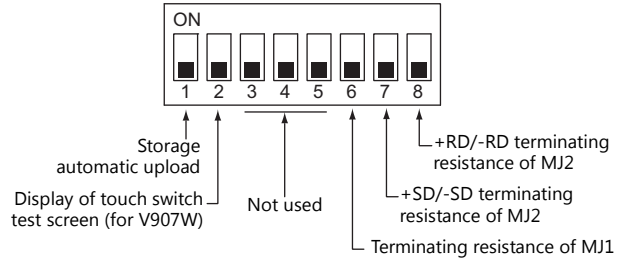 ON
1 2 3 4 5 6 7 8
Storage
automatic upload
Display of touch switch
test screen (for V907W)
Not used
+RD/-RD terminating
resistance of MJ2
+SD/-SD terminating
resistance of MJ2
Terminating resistance of MJ1